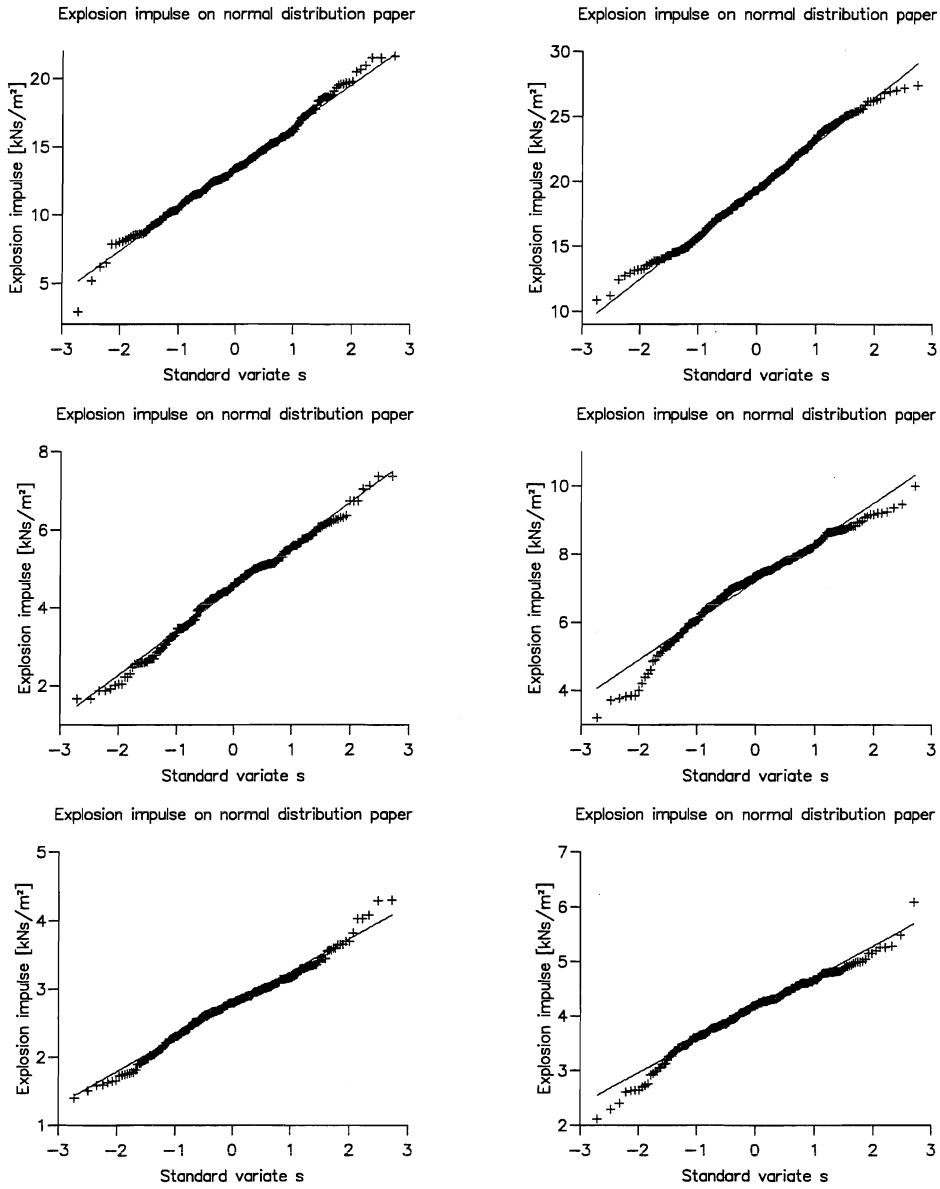 Explosion impulse on normal distribution paper
Explosion impulse [kNs/m²]
20
15
10
5
−3 −2 −1 0 1 2 3
Standard variate s
Explosion impulse on normal distribution paper
Explosion impulse [kNs/m²]
30
25
20
15
10
−3 −2 −1 0 1 2 3
Standard variate s
Explosion impulse on normal distribution paper
Explosion impulse [kNs/m²]
8
6
4
2
−3 −2 −1 0 1 2 3
Standard variate s
Explosion impulse on normal distribution paper
Explosion impulse [kNs/m²]
10
8
6
4
−3 −2 −1 0 1 2 3
Standard variate s
Explosion impulse on normal distribution paper
Explosion impulse [kNs/m²]
5
4
3
2
1
−3 −2 −1 0 1 2 3
Standard variate s
Explosion impulse on normal distribution paper
Explosion impulse [kNs/m²]
7
6
5
4
3
2
−3 −2 −1 0 1 2 3
Standard variate s